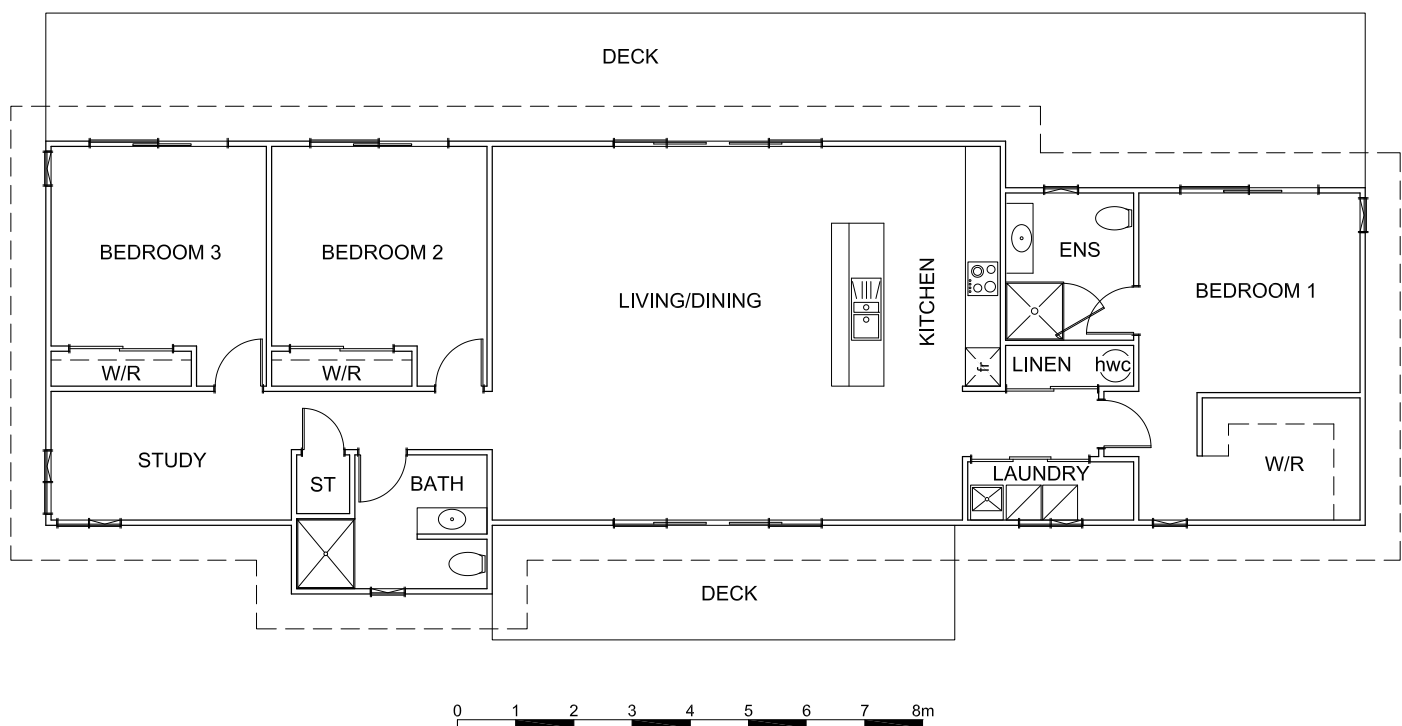 DECK
BEDROOM 3
BEDROOM 2
ENS
KITCHEN
LIVING/DINING
BEDROOM 1
W/R
W/R
fr
LINEN
hwc
STUDY
ST
BATH
LAUNDRY
W/R
DECK
0 1 2 3 4 5 6 7 8m